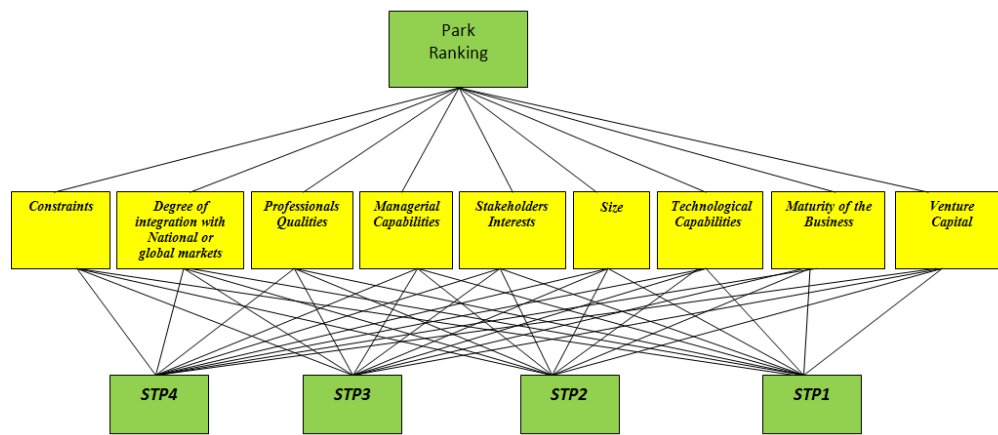 Park
Ranking
Constraints
Degree of
integration with
National or
global markets
Professionals
Qualities
Managerial
Capabilities
Stakeholders
Interests
Size
Technological
Capabilities
Maturity of the
Business
Venture
Capital
STP4
STP3
STP2
STP1